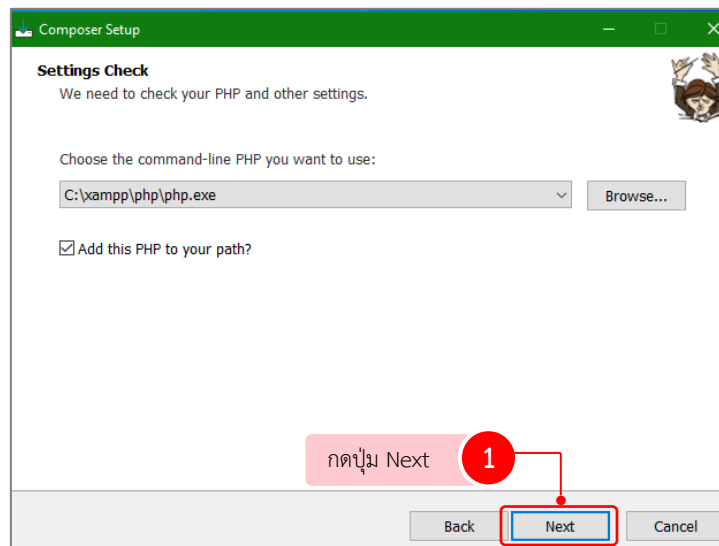 Composer Setup
Settings Check
We need to check your PHP and other settings.
Choose the command-line PHP you want to use:
C:\xampp\php\php.exe
Browse...
Add this PHP to your path?
กดปุ่ม Next 1
Back Next Cancel